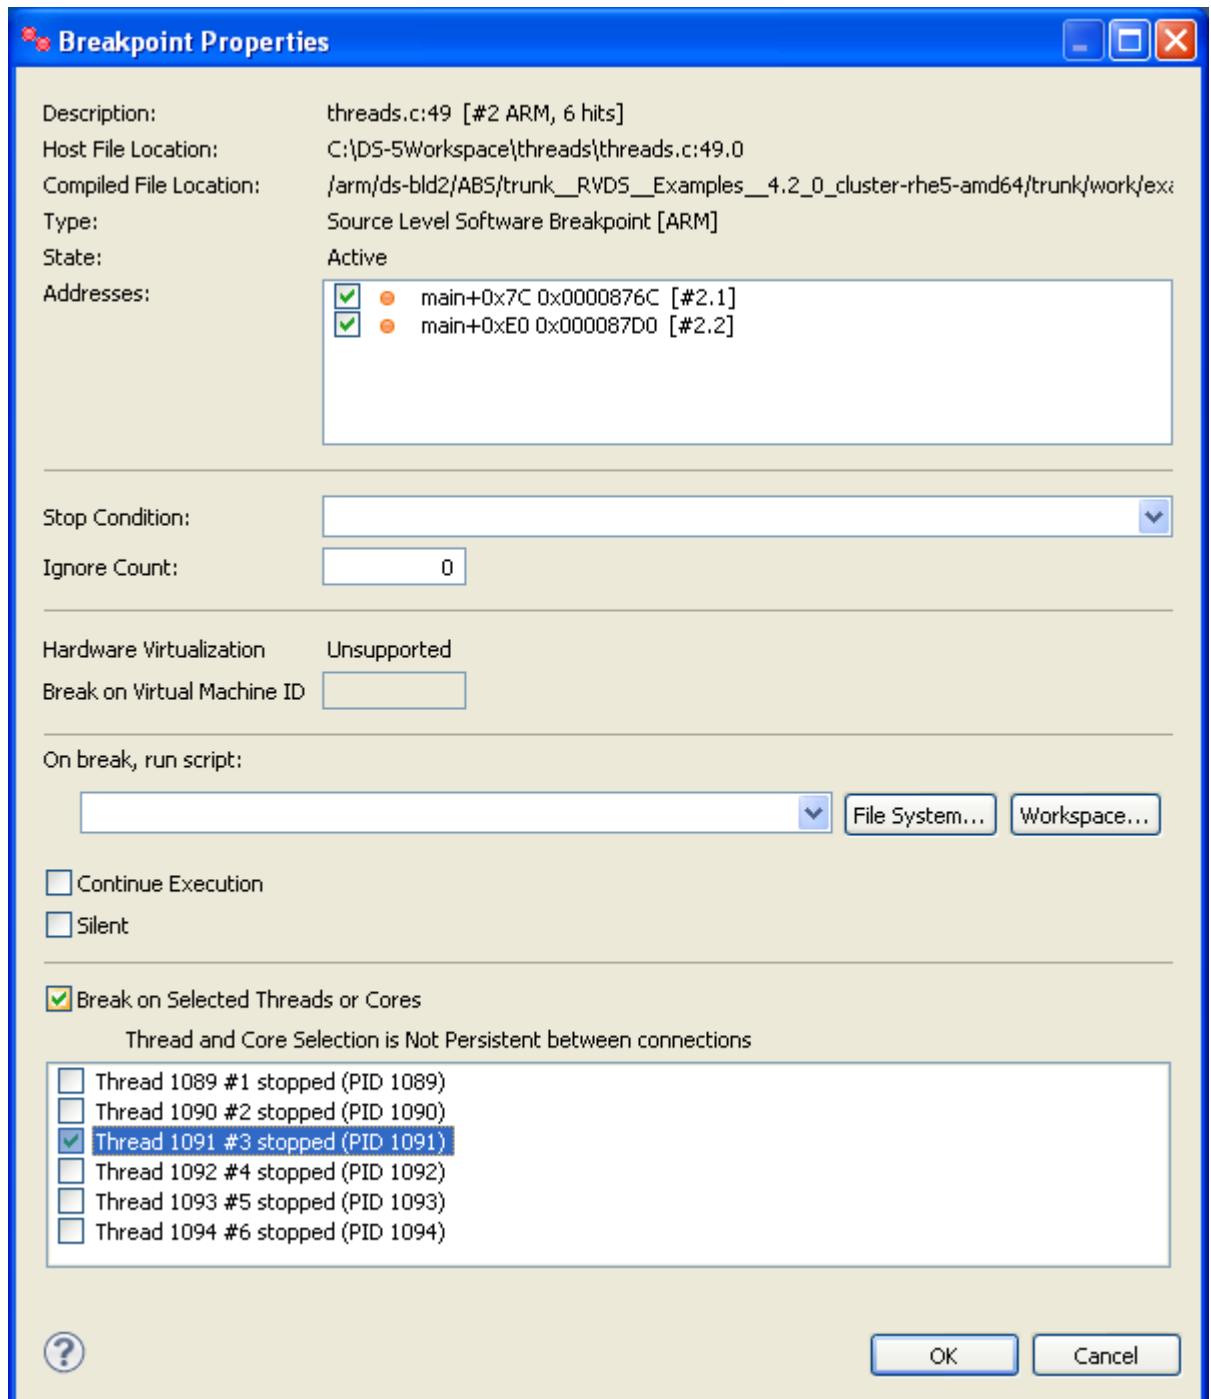 Breakpoint Properties
Description: threads.c:49 [#2 ARM, 6 hits]
Host File Location: C:\DS-5Workspace\threads\threads.c:49.0
Compiled File Location: /arm/ds-bld2/ABS/trunk__RVDS__Examples__4.2_0_cluster-rhe5-amd64/trunk/work/exa
Type: Source Level Software Breakpoint [ARM]
State: Active
Addresses: main+0x7C 0x0000876C [#2.1]
main+0xE0 0x000087D0 [#2.2]
Stop Condition:
Ignore Count: 0
Hardware Virtualization Unsupported
Break on Virtual Machine ID
On break, run script:
File System... Workspace...
Continue Execution
Silent
Break on Selected Threads or Cores
Thread and Core Selection is Not Persistent between connections
Thread 1089 #1 stopped (PID 1089)
Thread 1090 #2 stopped (PID 1090)
Thread 1091 #3 stopped (PID 1091)
Thread 1092 #4 stopped (PID 1092)
Thread 1093 #5 stopped (PID 1093)
Thread 1094 #6 stopped (PID 1094)
? OK Cancel